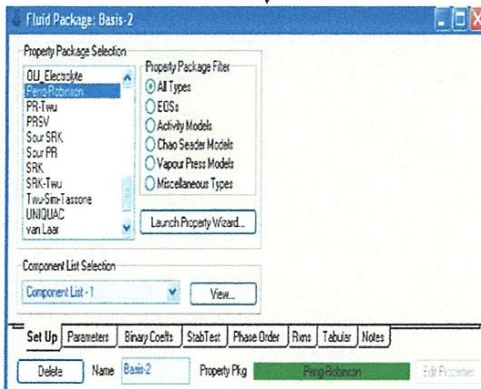 Fluid Package: Basis-2
Property Package Selection
OLI_Electrolyte
Peng-Robinson
PR-Twu
PRSV
Sour SRK
Sour PR
SRK
SRK-Twu
Twu-Sim-Tassone
UNIQUAC
van Laar
Property Package Filter
All Types
EOSs
Activity Models
Chao Seader Models
Vapour Press Models
Miscellaneous Types
Launch Property Wizard...
Component List Selection
Component List - 1
View...
Set Up Parameters Binary Coeffs StabTest Phase Order Rxns Tabular Notes
Delete Name Basis-2 Property Pkg Peng-Robinson Edit Properties